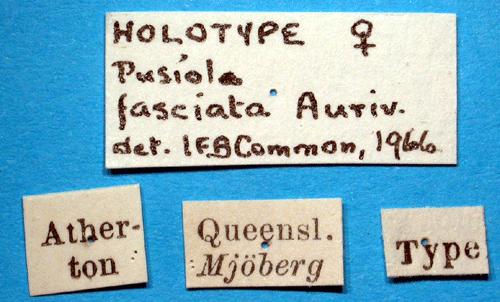 HOLOTYPE ♀
Pusiola
fasciata Auriv.
det. IFBCommon, 1966
Ather-
ton
Queensl.
Mjöberg
Type